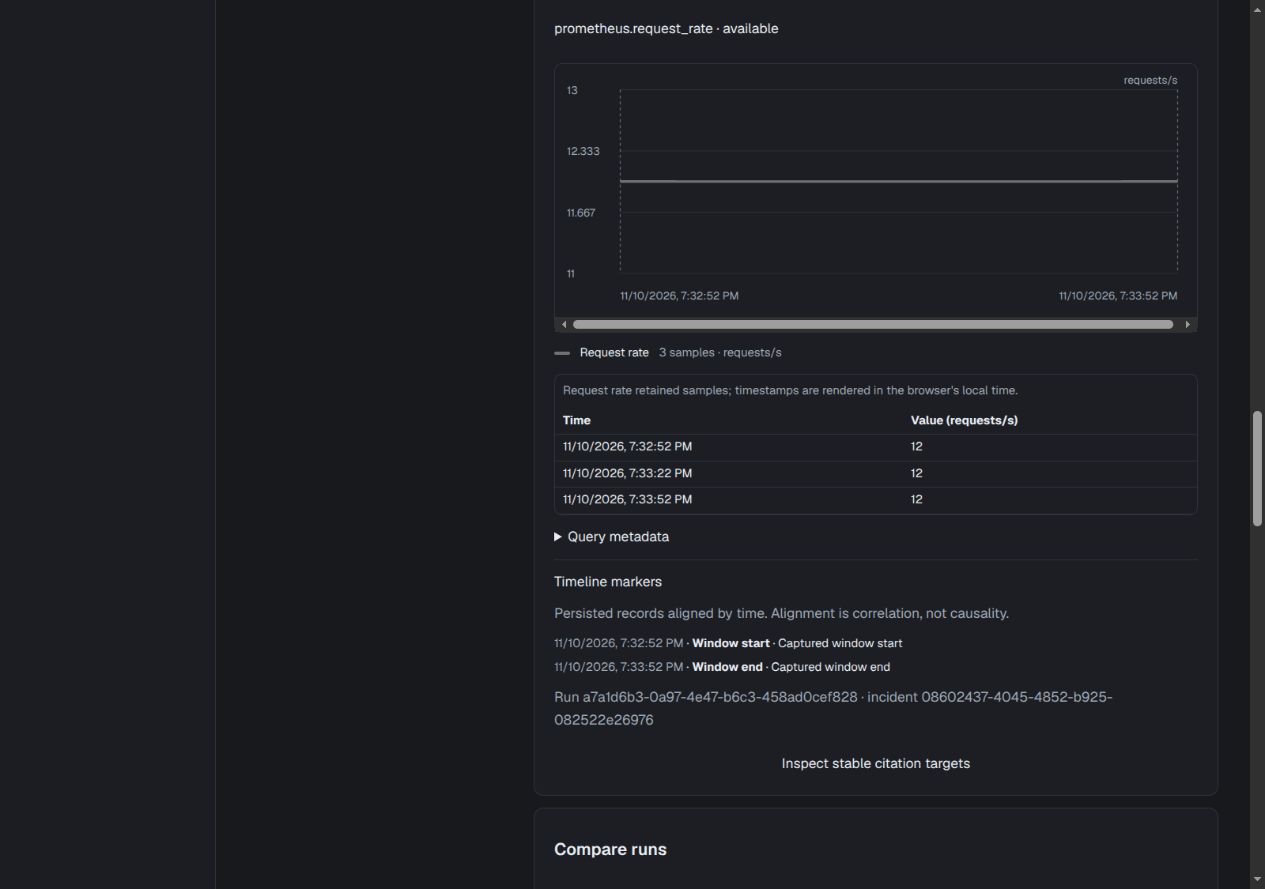 prometheus.request_rate · available
requests/s
13
12.333
11.667
11
11/10/2026, 7:32:52 PM 11/10/2026, 7:33:52 PM
Request rate 3 samples · requests/s
Request rate retained samples; timestamps are rendered in the browser's local time.
Time Value (requests/s)
11/10/2026, 7:32:52 PM 12
11/10/2026, 7:33:22 PM 12
11/10/2026, 7:33:52 PM 12
Query metadata
Timeline markers
Persisted records aligned by time. Alignment is correlation, not causality.
11/10/2026, 7:32:52 PM · Window start · Captured window start
11/10/2026, 7:33:52 PM · Window end · Captured window end
Run a7a1d6b3-0a97-4e47-b6c3-458ad0cef828 · incident 08602437-4045-4852-b925-
082522e26976
Inspect stable citation targets
Compare runs